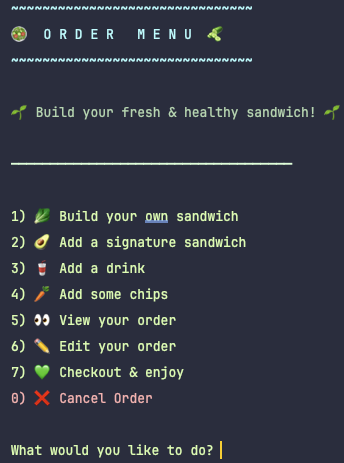 ~~~~~~~~~~~~~~~~~~~~~~~~~~~~~~~
🥗 O R D E R   M E N U 🥑
~~~~~~~~~~~~~~~~~~~~~~~~~~~~~~~
🌱 Build your fresh & healthy sandwich! 🌱
────────────────────────────────────
1) 🥬 Build your own sandwich
2) 🥑 Add a signature sandwich
3) 🥤 Add a drink
4) 🥕 Add some chips
5) 👀 View your order
6) ✏️ Edit your order
7) 💚 Checkout & enjoy
0) ❌ Cancel Order
What would you like to do?